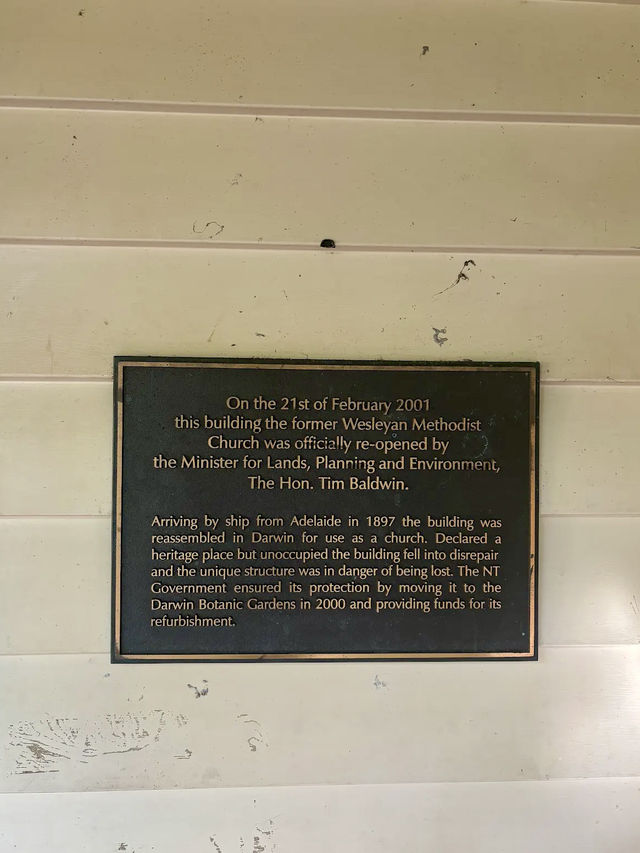 On the 21st of February 2001
this building the former Wesleyan Methodist
Church was officially re-opened by
the Minister for Lands, Planning and Environment,
The Hon. Tim Baldwin.
Arriving by ship from Adelaide in 1897 the building was
reassembled in Darwin for use as a church. Declared a
heritage place but unoccupied the building fell into disrepair
and the unique structure was in danger of being lost. The NT
Government ensured its protection by moving it to the
Darwin Botanic Gardens in 2000 and providing funds for its
refurbishment.